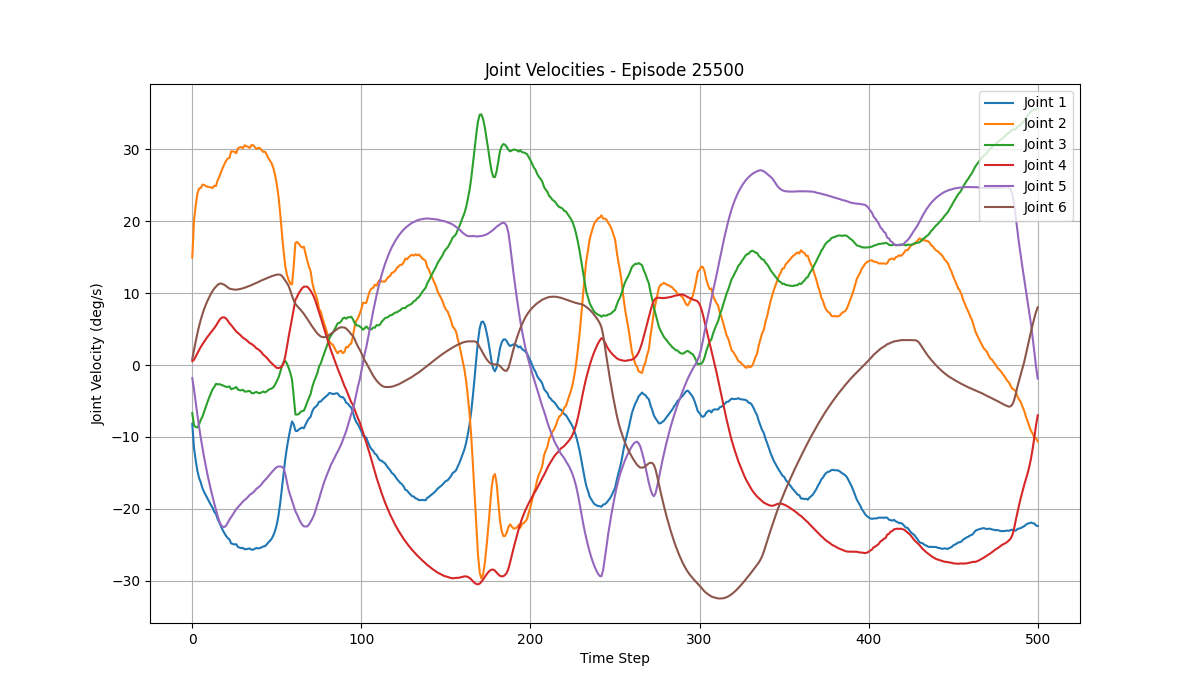 Joint Velocities - Episode 25500
Joint 1
Joint 2
Joint 3
Joint 4
Joint 5
Joint 6
Joint Velocity (deg/s)
30
20
10
0
−10
−20
−30
0 100 200 300 400 500
Time Step